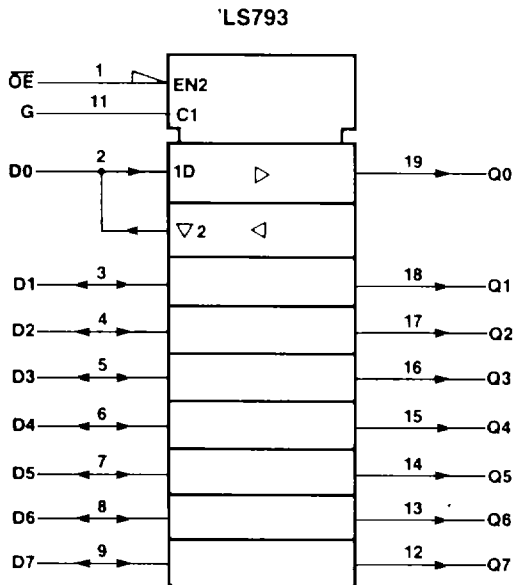 'LS793
OE 1 EN2
G 11 C1
D0 2 1D 19 Q0
2
D1 3 18 Q1
D2 4 17 Q2
D3 5 16 Q3
D4 6 15 Q4
D5 7 14 Q5
D6 8 13 Q6
D7 9 12 Q7